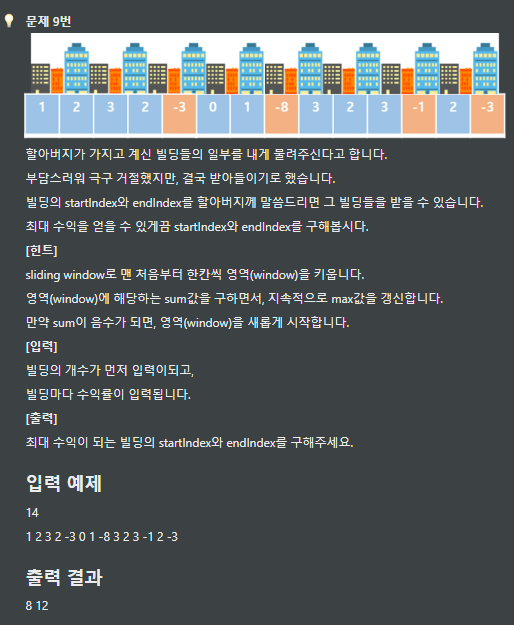 문제 9번
1 2 3 2 -3 0 1 -8 3 2 3 -1 2 -3
할아버지가 가지고 계신 빌딩들의 일부를 내게 물려주신다고 합니다.
부담스러워 극구 거절했지만, 결국 받아들이기로 했습니다.
빌딩의 startIndex와 endIndex를 할아버지께 말씀드리면 그 빌딩들을 받을 수 있습니다.
최대 수익을 얻을 수 있게끔 startIndex와 endIndex를 구해봅시다.
[힌트]
sliding window로 맨 처음부터 한칸씩 영역(window)을 키웁니다.
영역(window)에 해당하는 sum값을 구하면서, 지속적으로 max값을 갱신합니다.
만약 sum이 음수가 되면, 영역(window)을 새롭게 시작합니다.
[입력]
빌딩의 개수가 먼저 입력이되고,
빌딩마다 수익률이 입력됩니다.
[출력]
최대 수익이 되는 빌딩의 startIndex와 endIndex를 구해주세요.
입력 예제
14
1 2 3 2 -3 0 1 -8 3 2 3 -1 2 -3
출력 결과
8 12